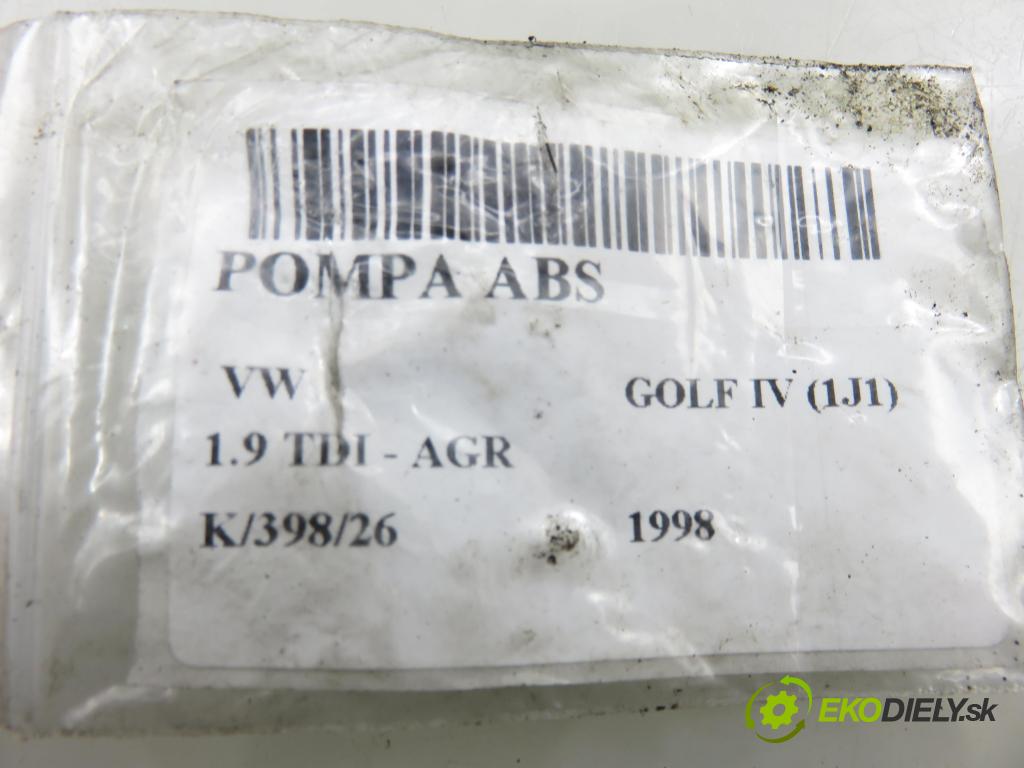 POMPA ABS
VW GOLF IV (1J1)
1.9 TDI - AGR
K/398/26 1998
EKODIELY.sk